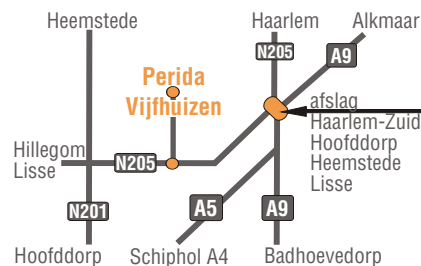 Heemstede
Haarlem
Alkmaar
N205
A9
Perida
Vijfhuizen
afslag
Haarlem-Zuid
Hoofddorp
Heemstede
Lisse
Hillegom
Lisse
N205
N201
A5
A9
Hoofddorp
Schiphol A4
Badhoevedorp